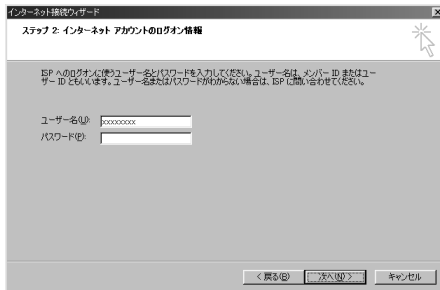 インターネット接続ウィザード
ステップ 2: インターネット アカウントのログオン情報
ISP へのログオンに使うユーザー名とパスワードを入力してください。ユーザー名は、メンバー ID またはユー
ザー ID ともいいます。ユーザー名またはパスワードがわからない場合は、ISP に問い合わせてください。
ユーザー名(U): xxxxxxxx
パスワード(P):
< 戻る(B) 次へ(N) > キャンセル